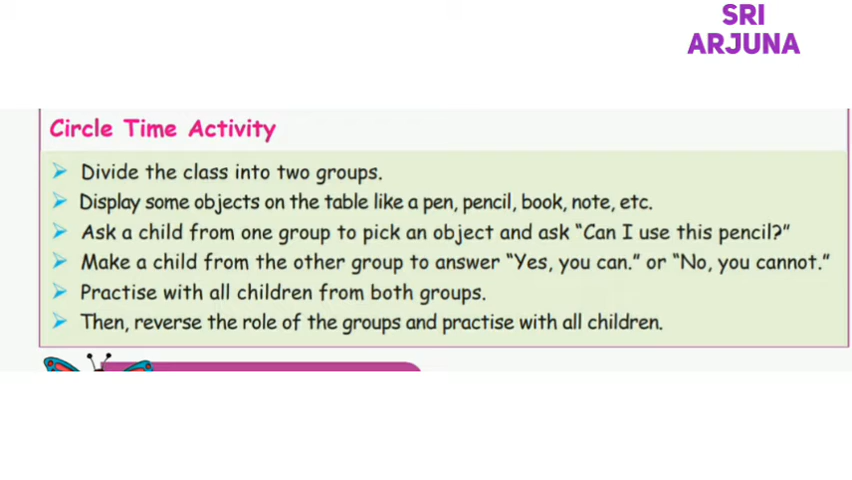 SRI
ARJUNA
Circle Time Activity
Divide the class into two groups.
Display some objects on the table like a pen, pencil, book, note, etc.
Ask a child from one group to pick an object and ask “Can I use this pencil?”
Make a child from the other group to answer “Yes, you can.” or “No, you cannot.”
Practise with all children from both groups.
Then, reverse the role of the groups and practise with all children.